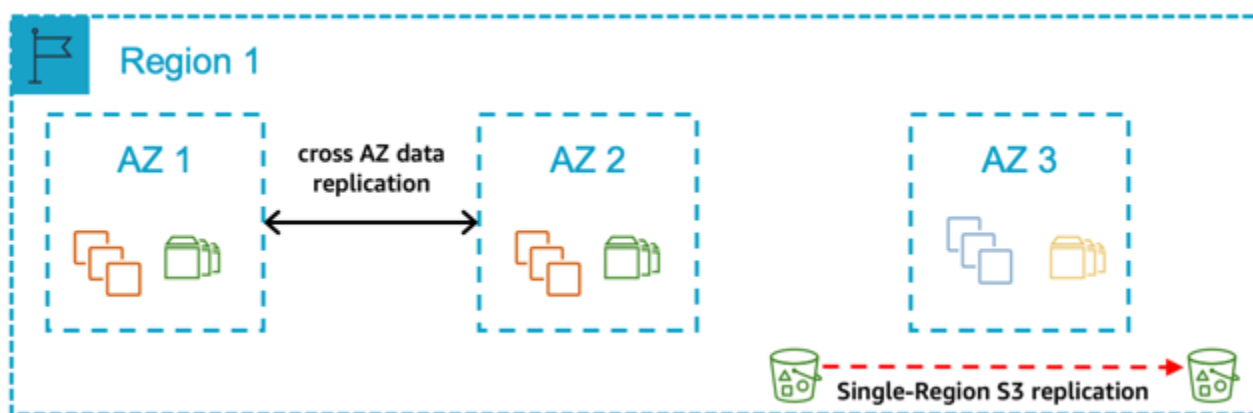 Region 1
AZ 1
cross AZ data
replication
AZ 2
AZ 3
Single-Region S3 replication